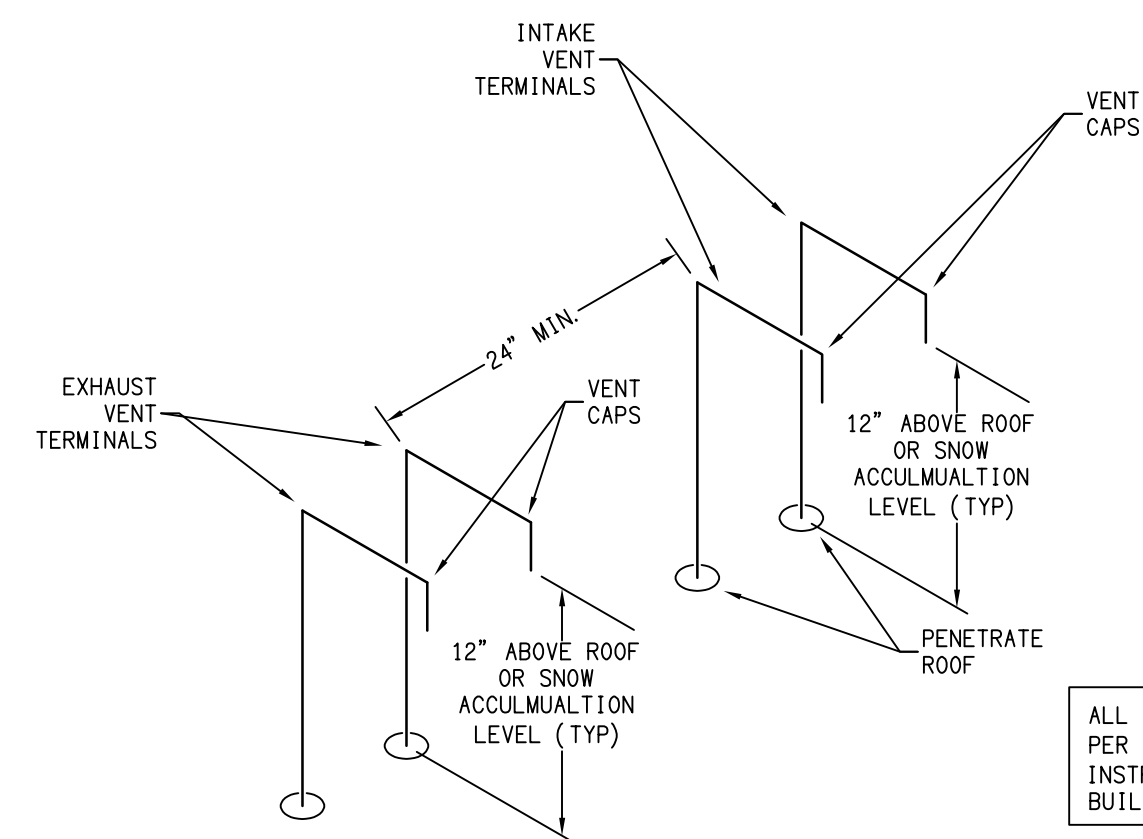 INTAKE
VENT
TERMINALS
VENT
CAPS
24" MIN.
EXHAUST
VENT
TERMINALS
VENT
CAPS
12" ABOVE ROOF
OR SNOW
ACCULMUALTION
LEVEL (TYP)
12" ABOVE ROOF
OR SNOW
ACCULMUALTION
LEVEL (TYP)
PENETRATE
ROOF
ALL
PER